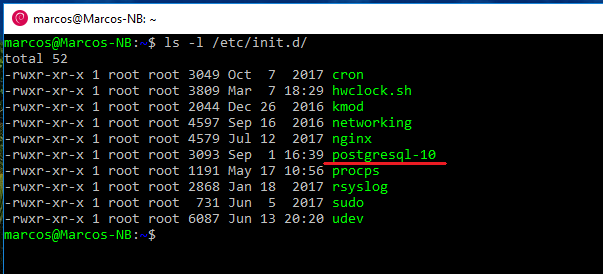 marcos@Marcos-NB: ~
marcos@Marcos-NB:~$ ls -l /etc/init.d/
total 52
-rwxr-xr-x 1 root root 3049 Oct  7  2017 cron
-rwxr-xr-x 1 root root 3809 Mar  7 18:29 hwclock.sh
-rwxr-xr-x 1 root root 2044 Dec 26  2016 kmod
-rwxr-xr-x 1 root root 4597 Sep 16  2016 networking
-rwxr-xr-x 1 root root 4579 Jul 12  2017 nginx
-rwxr-xr-x 1 root root 3093 Sep  1 16:39 postgresql-10
-rwxr-xr-x 1 root root 1191 May 17 10:56 procps
-rwxr-xr-x 1 root root 2868 Jan 18  2017 rsyslog
-rwxr-xr-x 1 root root  731 Jun  5  2017 sudo
-rwxr-xr-x 1 root root 6087 Jun 13 20:20 udev
marcos@Marcos-NB:~$